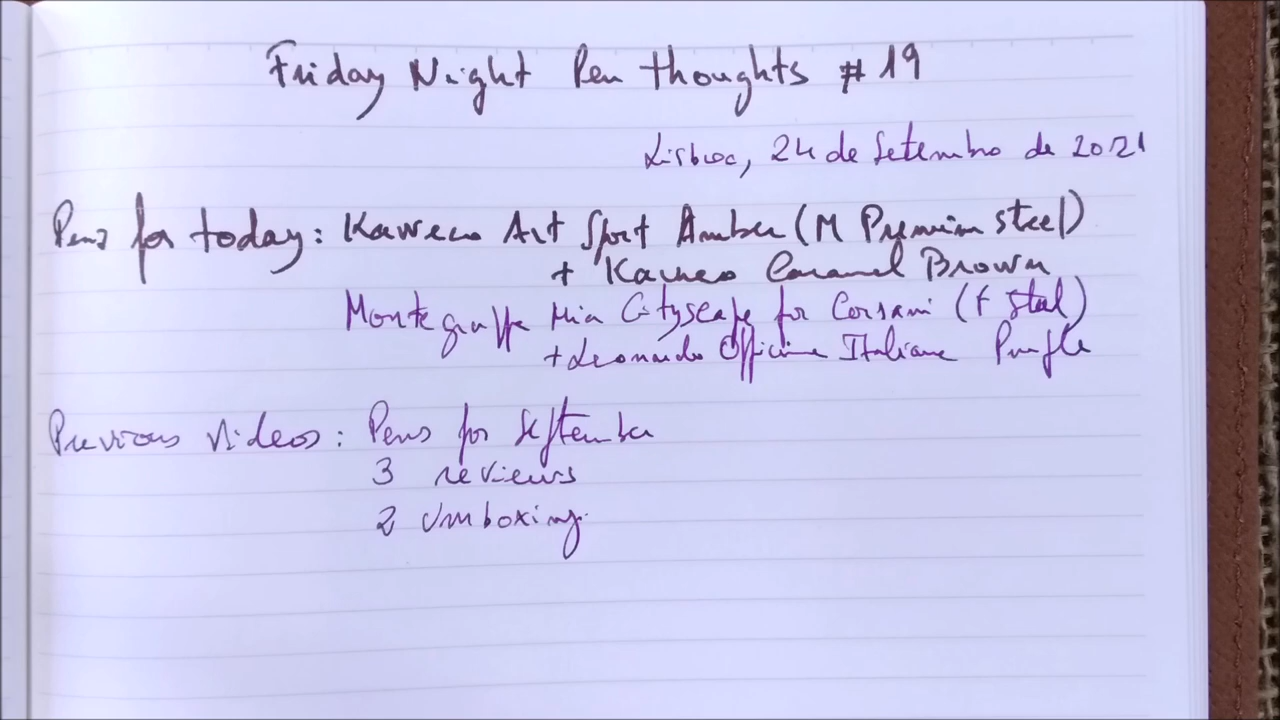 Friday Night Pen thoughts # 19
Lisboa, 24 de Setembro de 2021
Pens for today: Kaweco Art Sport Amber (M Premium steel)
+ Kaweco Caramel Brown
Montegrappa Mia Cityscape for Corsani (f steel)
+ Leonardo Officina Italiana Purple
Previous Videos: Pens for September
3 reviews
2 Unboxing.